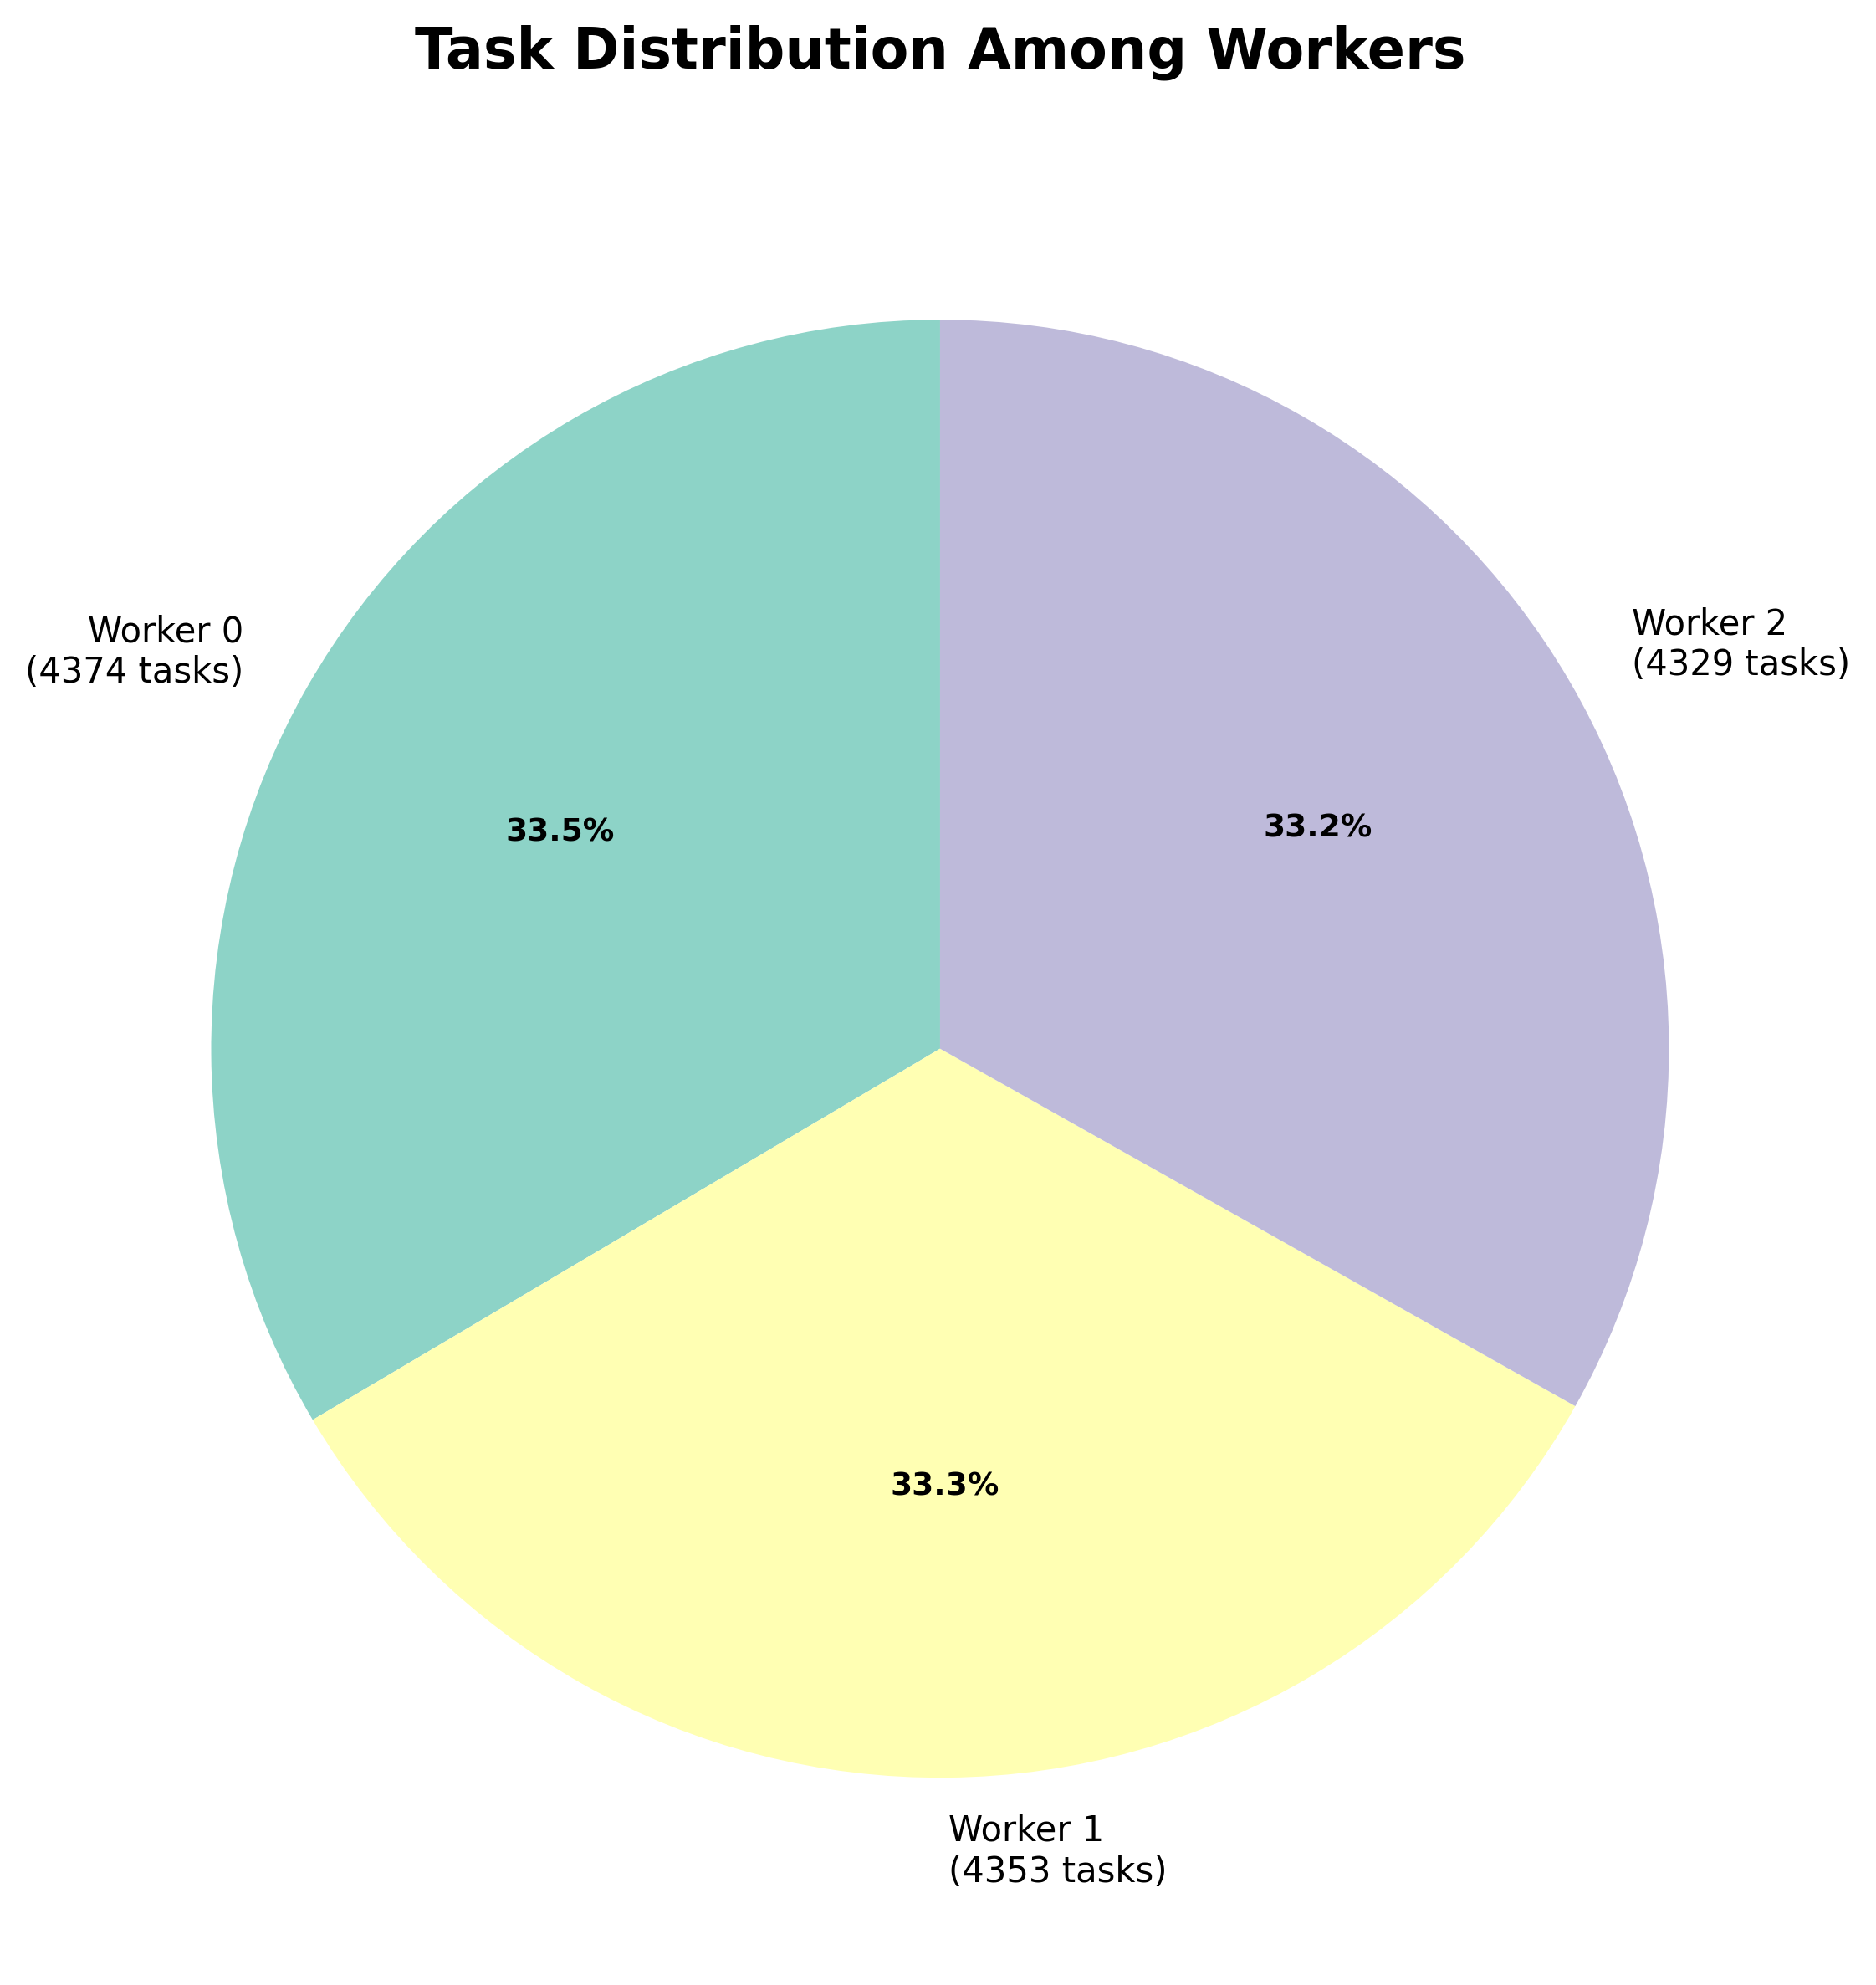 Task Distribution Among Workers
Worker 0
(4374 tasks)
Worker 2
(4329 tasks)
33.5%
33.2%
33.3%
Worker 1
(4353 tasks)